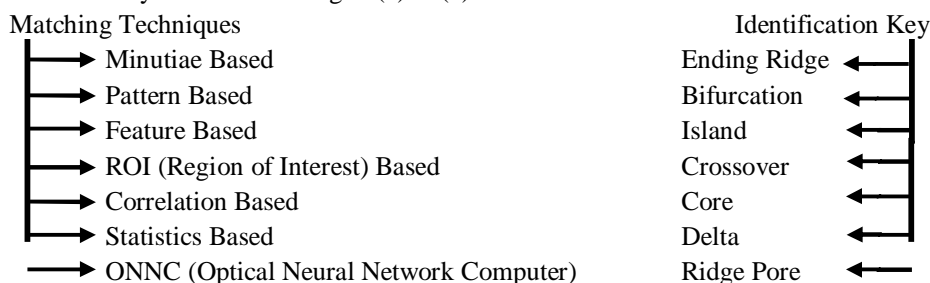 Matching Techniques Identification Key
Minutiae Based Ending Ridge
Pattern Based Bifurcation
Feature Based Island
ROI (Region of Interest) Based Crossover
Correlation Based Core
Statistics Based Delta
ONNC (Optical Neural Network Computer) Ridge Pore